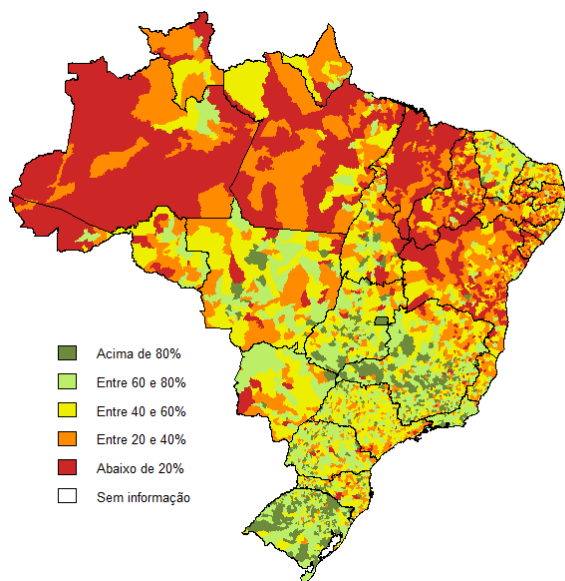 Acima de 80%
Entre 60 e 80%
Entre 40 e 60%
Entre 20 e 40%
Abaixo de 20%
Sem informação